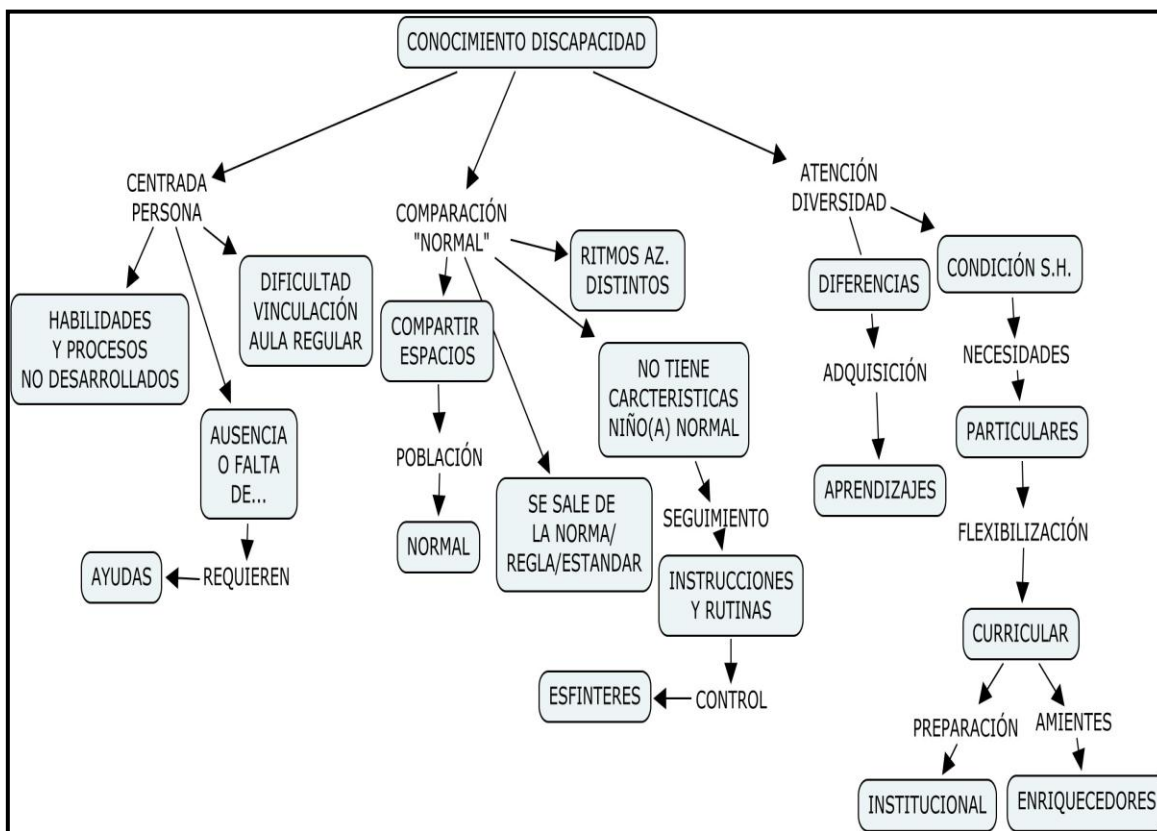 CONOCIMIENTO DISCAPACIDAD
CENTRADA
PERSONA
HABILIDADES
Y PROCESOS
NO DESARROLLADOS
DIFICULTAD
VINCULACIÓN
AULA REGULAR
AUSENCIA
O FALTA
DE...
REQUIEREN
AYUDAS
COMPARACIÓN
"NORMAL"
RITMOS AZ.
DISTINTOS
COMPARTIR
ESPACIOS
POBLACIÓN
NORMAL
SE SALE DE
LA NORMA/
REGLA/ESTANDAR
NO TIENE
CARCTERISTICAS
NIÑO(A) NORMAL
SEGUIMIENTO
INSTRUCCIONES
Y RUTINAS
CONTROL
ESFINTERES
ATENCIÓN
DIVERSIDAD
DIFERENCIAS
ADQUISICIÓN
APRENDIZAJES
CONDICIÓN S.H.
NECESIDADES
PARTICULARES
FLEXIBILIZACIÓN
CURRICULAR
PREPARACIÓN
INSTITUCIONAL
AMIENTES
ENRIQUECEDORES